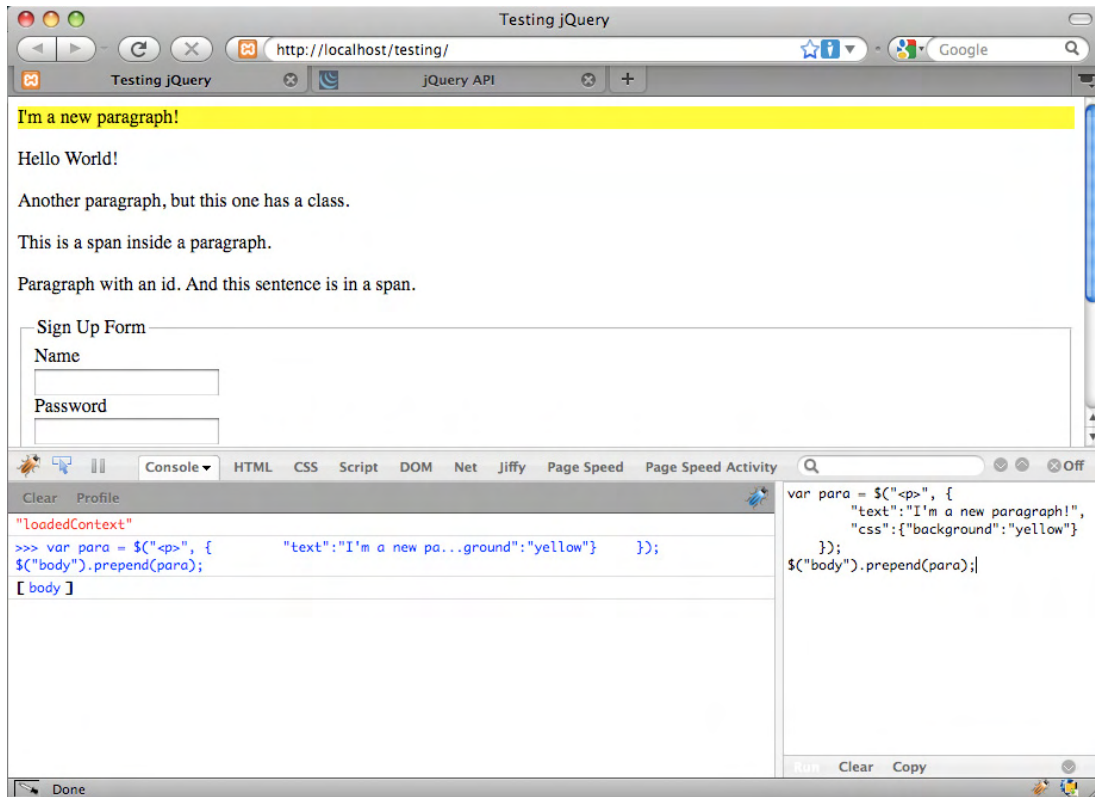 Testing jQuery
http://localhost/testing/
Google
Testing jQuery
jQuery API
+
I'm a new paragraph!
Hello World!
Another paragraph, but this one has a class.
This is a span inside a paragraph.
Paragraph with an id. And this sentence is in a span.
Sign Up Form
Name
Password
Console HTML CSS Script DOM Net Jiffy Page Speed Page Speed Activity Off
Clear Profile
"loadedContext"
>>> var para = $("<p>", { "text":"I'm a new pa...ground":"yellow"} });
$("body").prepend(para);
[ body ]
var para = $("<p>", {
"text":"I'm a new paragraph!",
"css":{"background":"yellow"}
});
$("body").prepend(para);
Run Clear Copy
Done